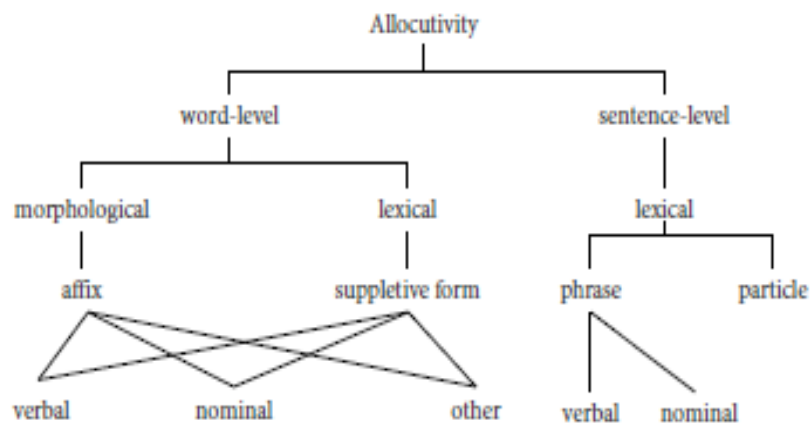 Allocutivity
word-level sentence-level
morphological lexical lexical
affix suppletive form phrase particle
verbal nominal other verbal nominal